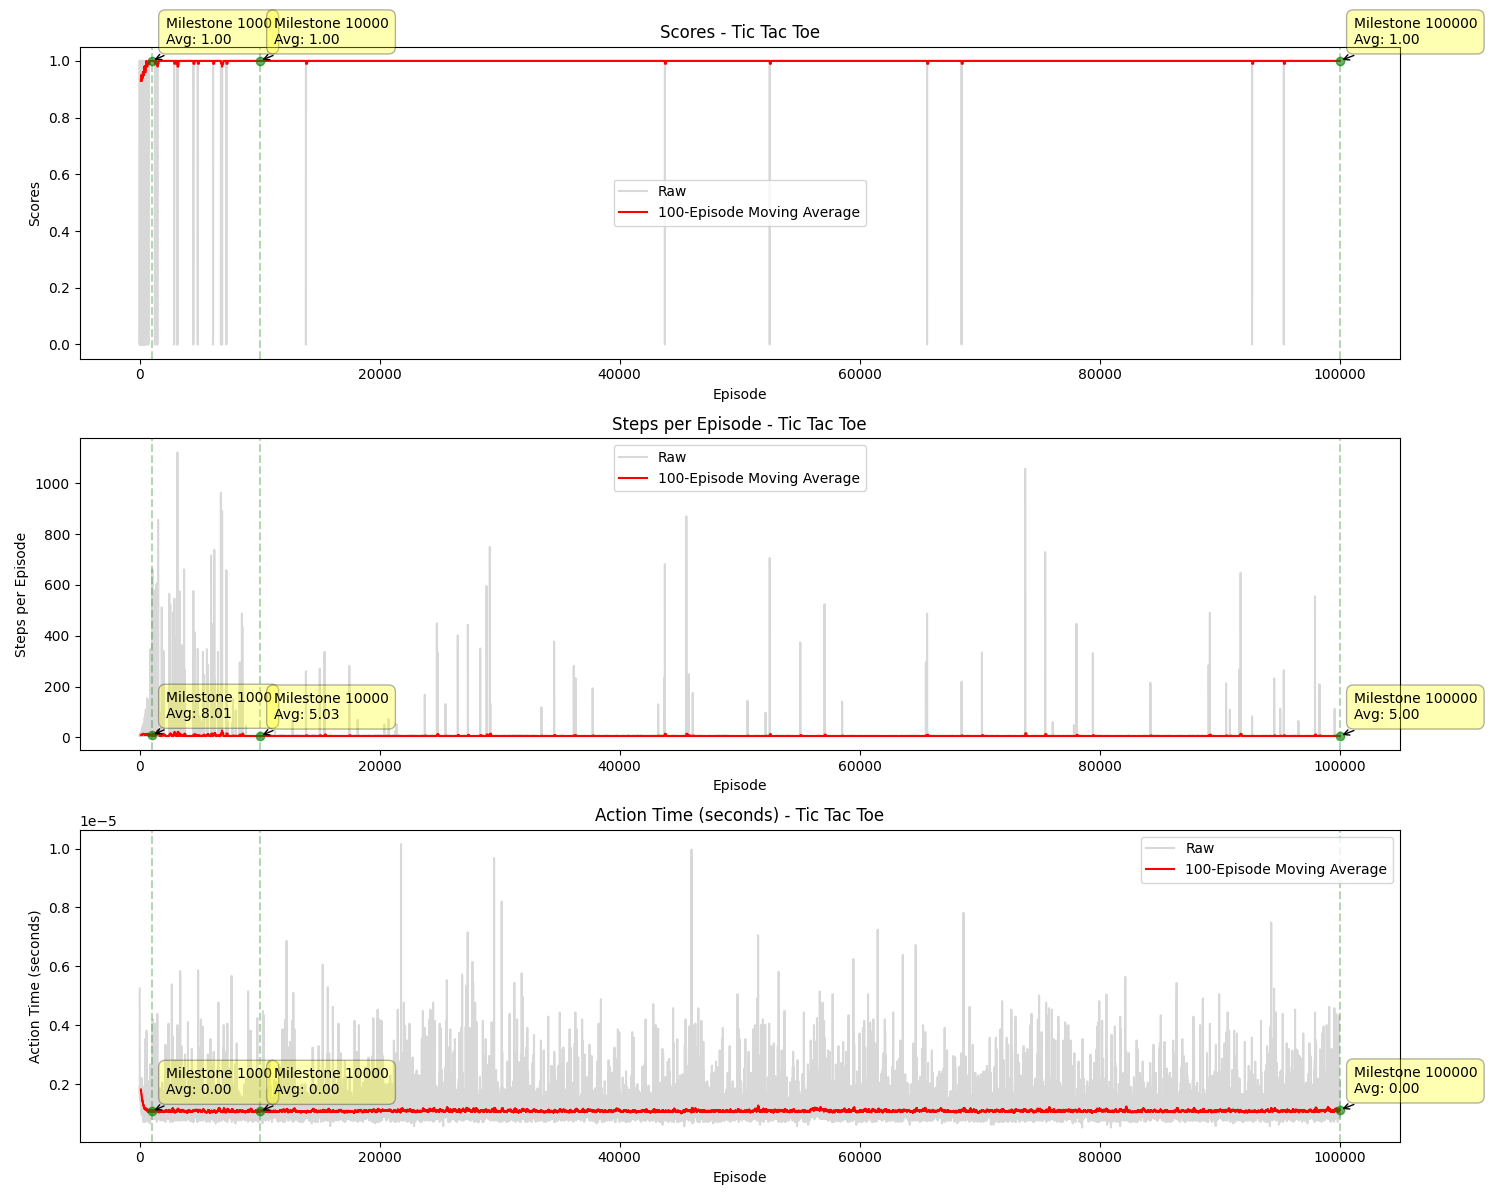 Milestone 1000
Avg: 1.00
Milestone 10000
Avg: 1.00
Scores - Tic Tac Toe
Milestone 100000
Avg: 1.00
1.0
0.8
0.6
0.4
0.2
0.0
Scores
Raw
100-Episode Moving Average
0
20000
40000
60000
80000
100000
Episode
Steps per Episode - Tic Tac Toe
Raw
100-Episode Moving Average
1000
800
600
400
200
0
Steps per Episode
Milestone 1000
Avg: 8.01
Milestone 10000
Avg: 5.03
Milestone 100000
Avg: 5.00
0
20000
40000
60000
80000
100000
Episode
Action Time (seconds) - Tic Tac Toe
1e−5
Raw
100-Episode Moving Average
1.0
0.8
0.6
0.4
0.2
Action Time (seconds)
Milestone 1000
Avg: 0.00
Milestone 10000
Avg: 0.00
Milestone 100000
Avg: 0.00
0
20000
40000
60000
80000
100000
Episode